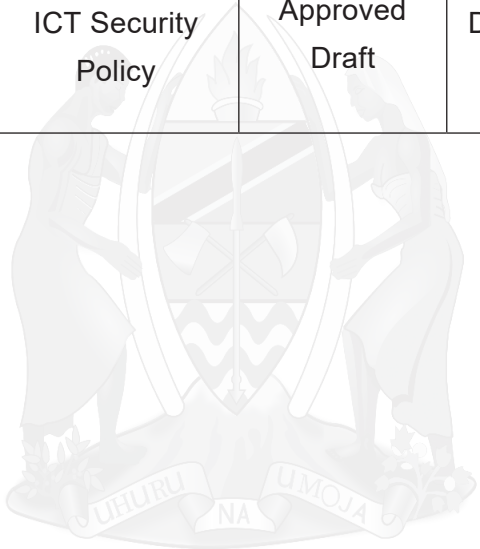 ICT Security
Policy
Approved
Draft
D
UHURU NA UMOJA